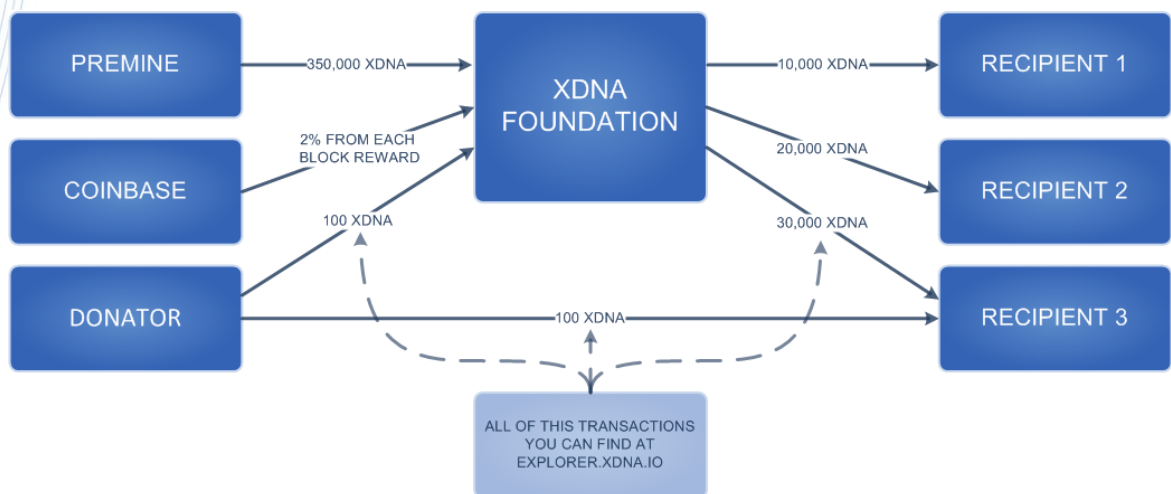 PREMINE
350,000 XDNA
XDNA
FOUNDATION
10,000 XDNA
RECIPIENT 1
COINBASE
2% FROM EACH
BLOCK REWARD
20,000 XDNA
RECIPIENT 2
100 XDNA
30,000 XDNA
DONATOR
100 XDNA
RECIPIENT 3
ALL OF THIS TRANSACTIONS
YOU CAN FIND AT
EXPLORER.XDNA.IO